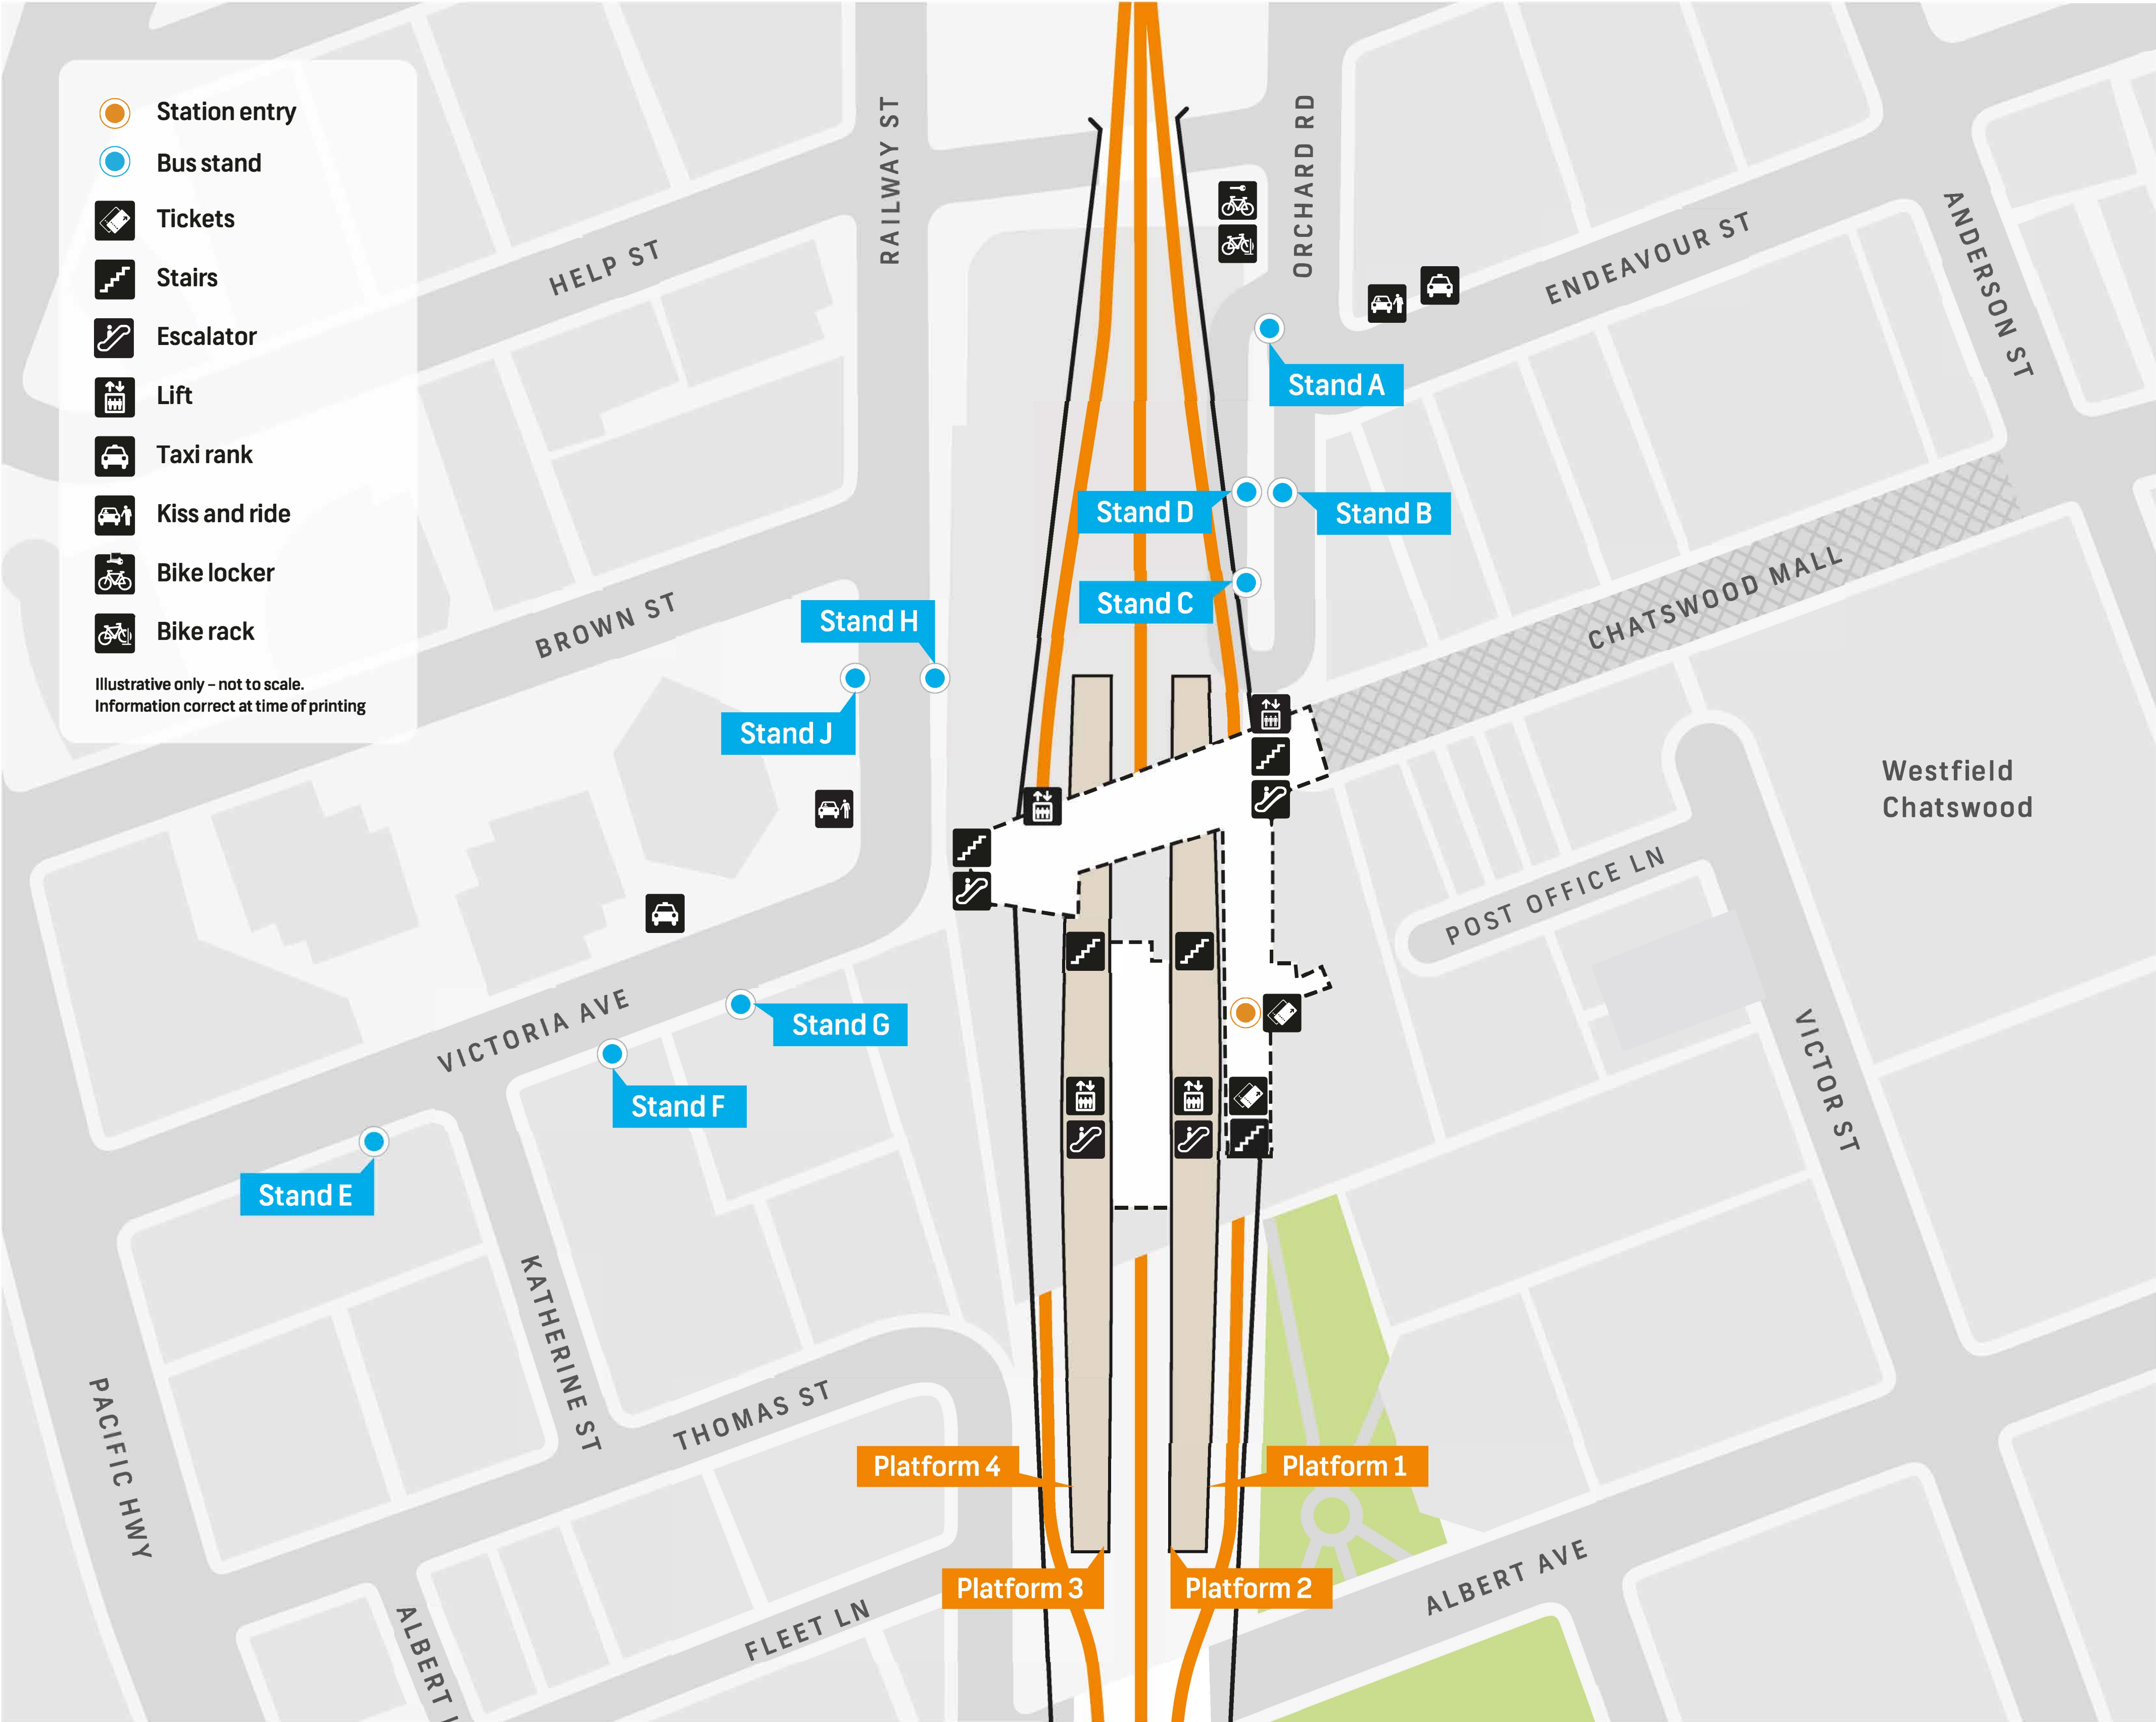 Station entry
Bus stand
Tickets
Stairs
Escalator
Lift
Taxi rank
Kiss and ride
Bike locker
Bike rack
Illustrative only – not to scale.
Information correct at time of printing
RAILWAY ST
ORCHARD RD
HELP ST
ENDEAVOUR ST
ANDERSON ST
Stand A
Stand D
Stand B
Stand C
CHATSWOOD MALL
BROWN ST
Stand H
Stand J
Westfield
Chatswood
POST OFFICE LN
VICTORIA AVE
Stand G
Stand F
VICTOR ST
Stand E
KATHERINE ST
PACIFIC HWY
THOMAS ST
Platform 4
Platform 1
Platform 3
Platform 2
ALBERT AVE
FLEET LN
ALBERT